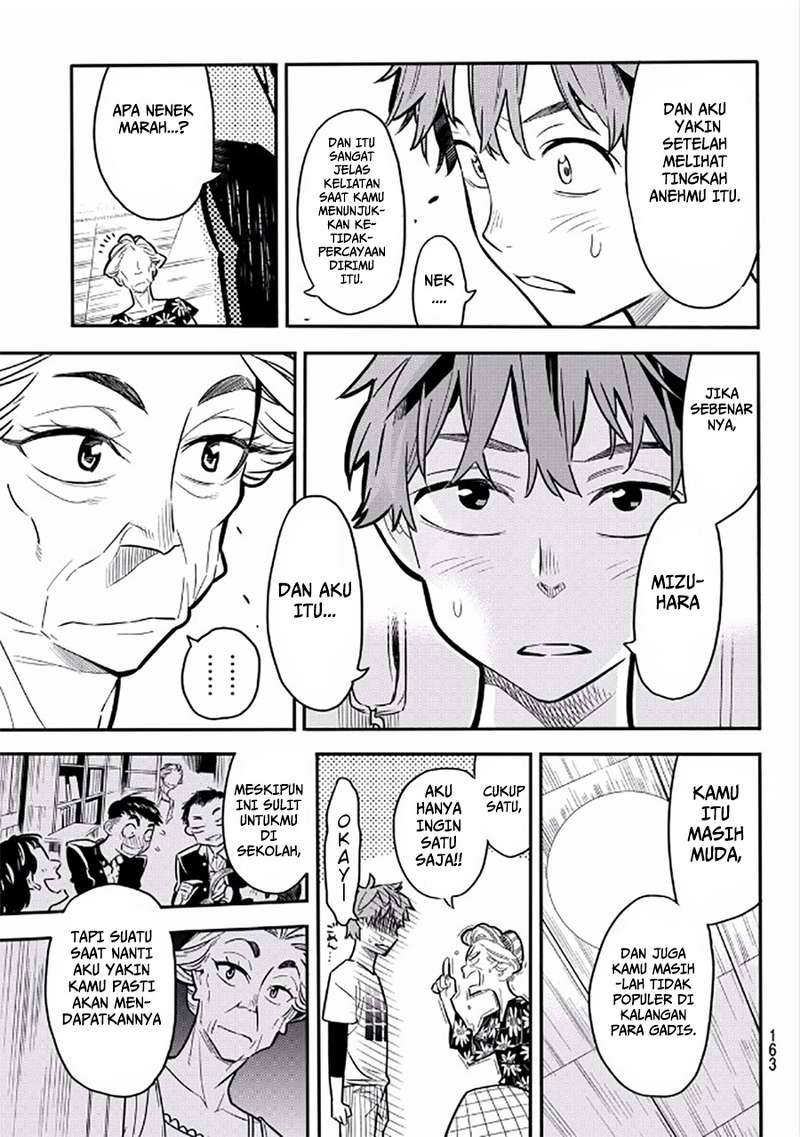 DAN AKU
YAKIN
SETELAH
MELIHAT
TINGKAH
ANEHMU ITU.
DAN ITU
SANGAT
JELAS
KELIATAN
SAAT KAMU
MENUNJUK-
KAN KE-
TIDAK-
PERCAYAAN
DIRIMU
ITU.
NEK
....
APA NENEK
MARAH...?
JIKA
SEBENAR
NYA,
MIZU-
HARA
DAN AKU
ITU...
......
KAMU
ITU
MASIH
MUDA,
DAN JUGA
KAMU MASIH
-LAH TIDAK
POPULER DI
KALANGAN
PARA GADIS.
CUKUP
SATU,
AKU
HANYA
INGIN
SATU
SAJA!!
OKAY
MESKIPUN
INI SULIT
UNTUKMU
DI
SEKOLAH,
TAPI SUATU
SAAT NANTI
AKU YAKIN
KAMU PASTI
AKAN MEN-
DAPATKANNYA
163